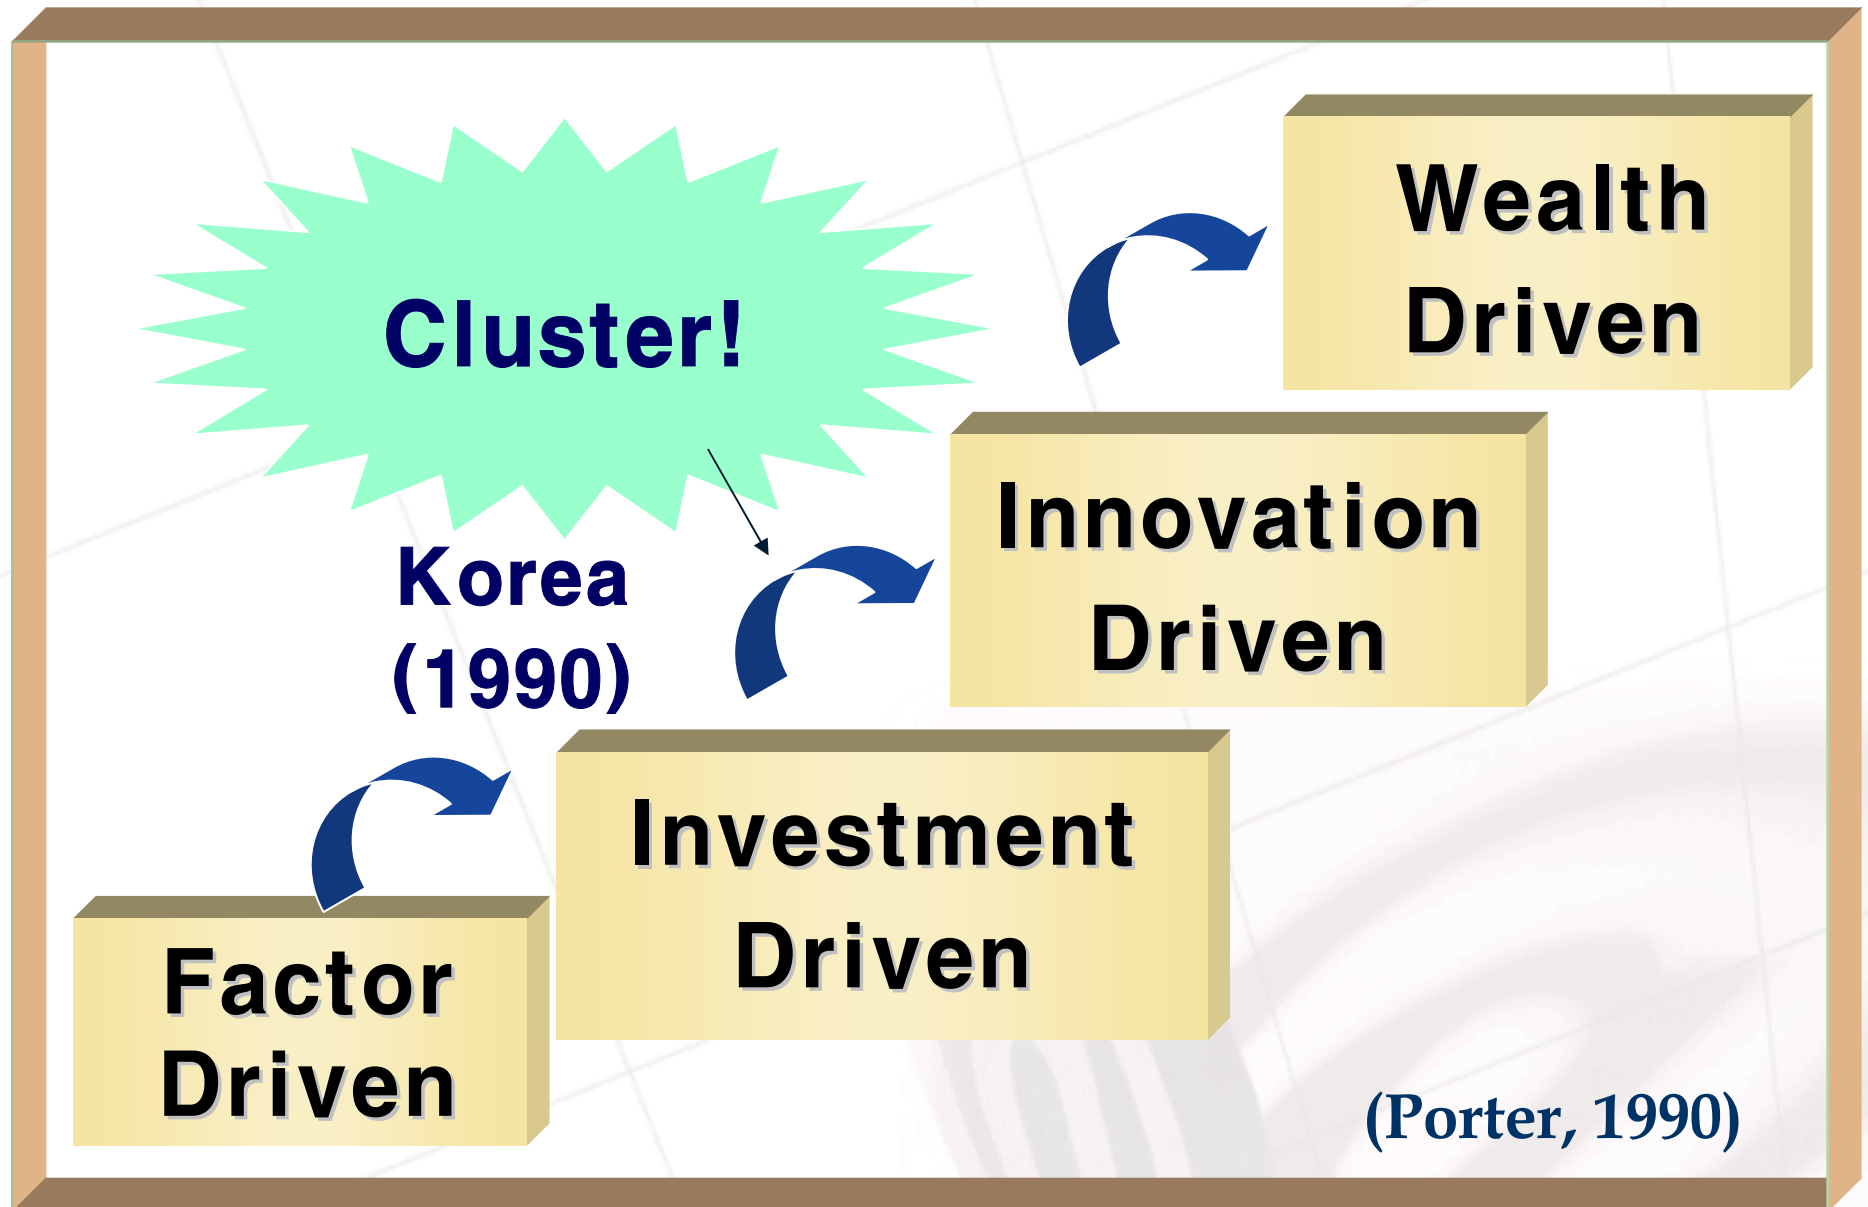 Cluster!
Wealth
Driven
Innovation
Driven
Korea
(1990)
Investment
Driven
Factor
Driven
(Porter, 1990)